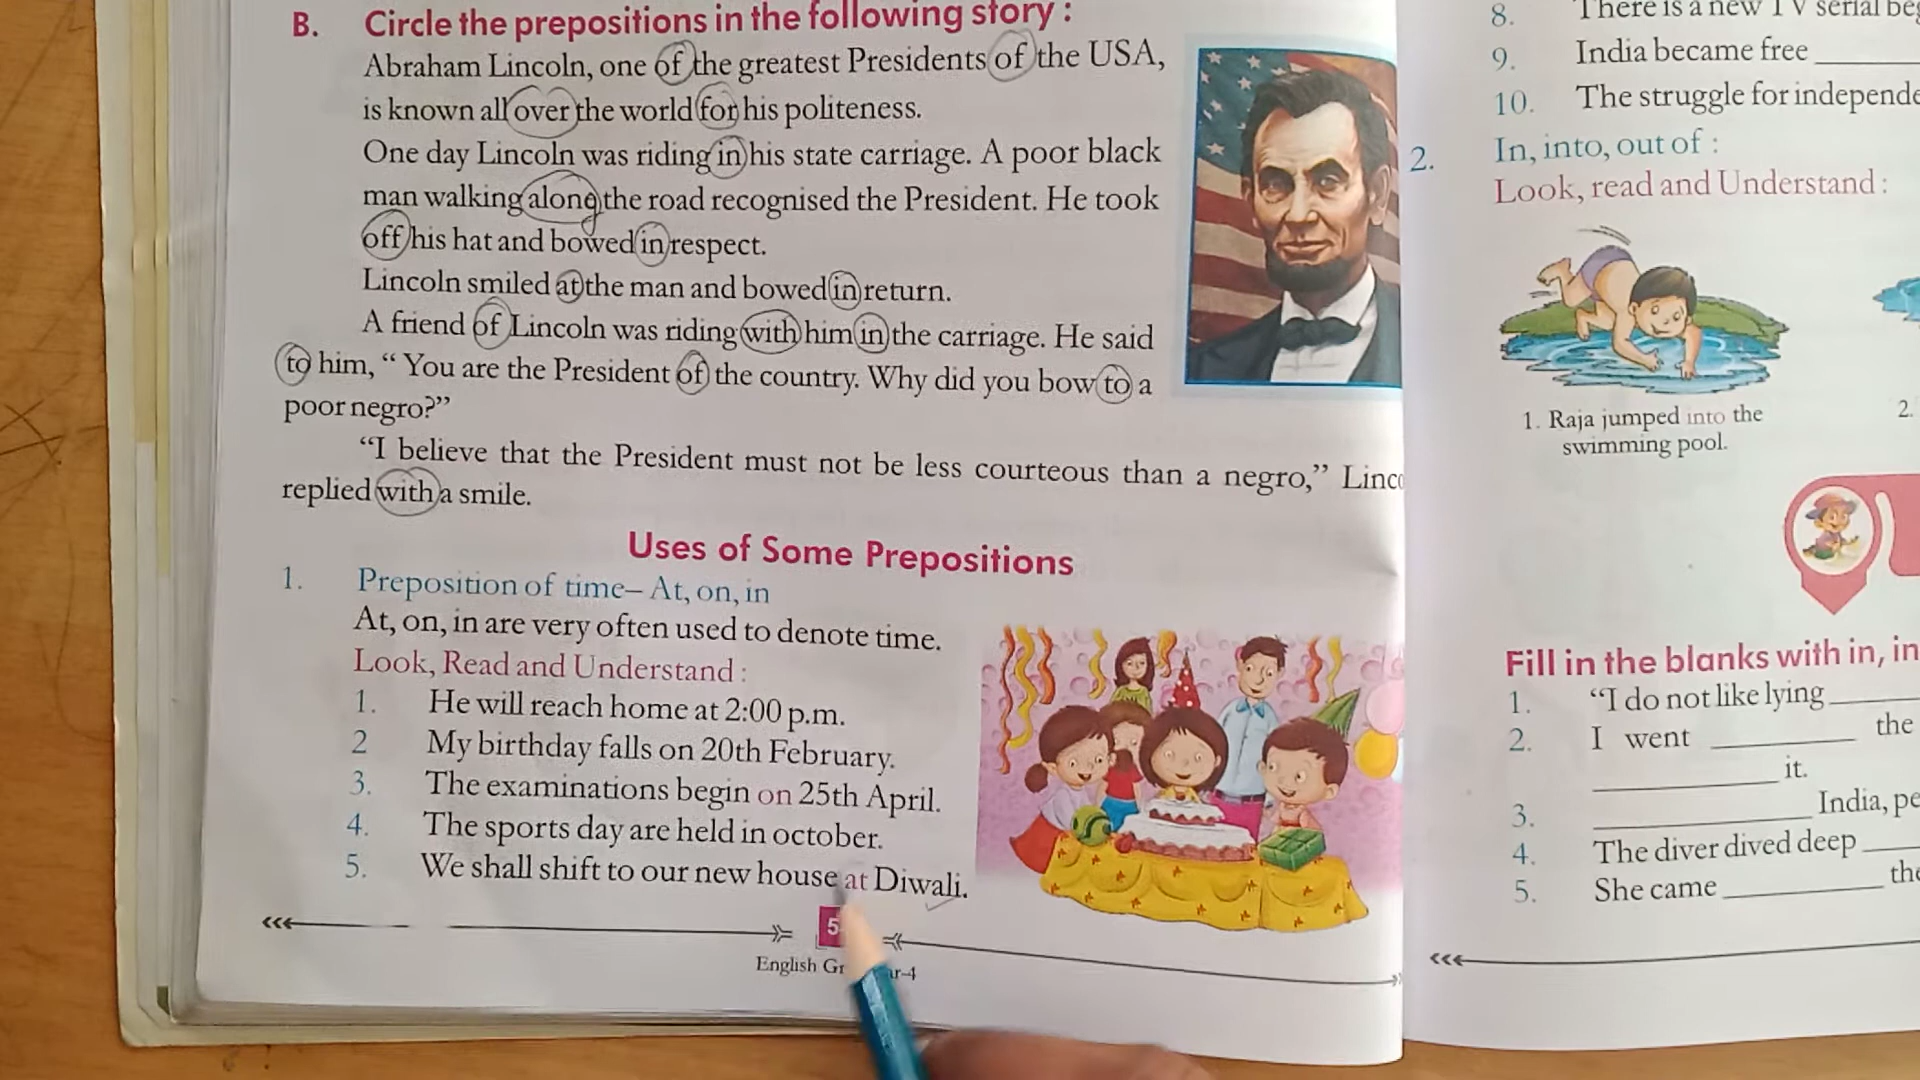 B. Circle the prepositions in the following story :
Abraham Lincoln, one of the greatest Presidents of the USA,
is known all over the world for his politeness.
One day Lincoln was riding in his state carriage. A poor black
man walking along the road recognised the President. He took
off his hat and bowed in respect.
Lincoln smiled at the man and bowed in return.
A friend of Lincoln was riding with him in the carriage. He said
to him, “ You are the President of the country. Why did you bow to a
poor negro?”
“I believe that the President must not be less courteous than a negro,”
replied with a smile.
Uses of Some Prepositions
1. Preposition of time– At, on, in
At, on, in are very often used to denote time.
Look, Read and Understand :
1. He will reach home at 2:00 p.m.
2 My birthday falls on 20th February.
3. The examinations begin on 25th April.
4. The sports day are held in october.
5. We shall shift to our new house at Diwali.
English
8. There is a new TV serial
9. India became free ______
10. The struggle for
2. In, into, out of :
Look, read and Understand :
1. Raja jumped into the
swimming pool.
2.
Fill in the blanks with in,
1. “I do not like lying ______
2. I went ______ the
______ it.
3. ______ India,
4. The diver dived deep ______
5. She came ______